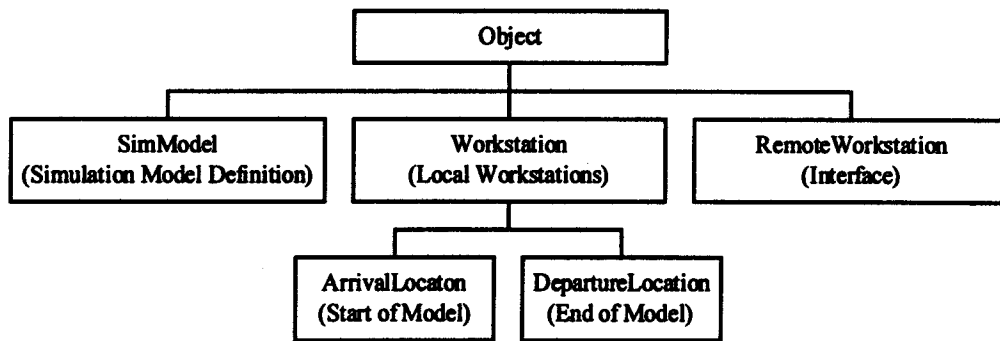 Object
SimModel
(Simulation Model Definition)
Workstation
(Local Workstations)
RemoteWorkstation
(Interface)
ArrivalLocaton
(Start of Model)
DepartureLocation
(End of Model)